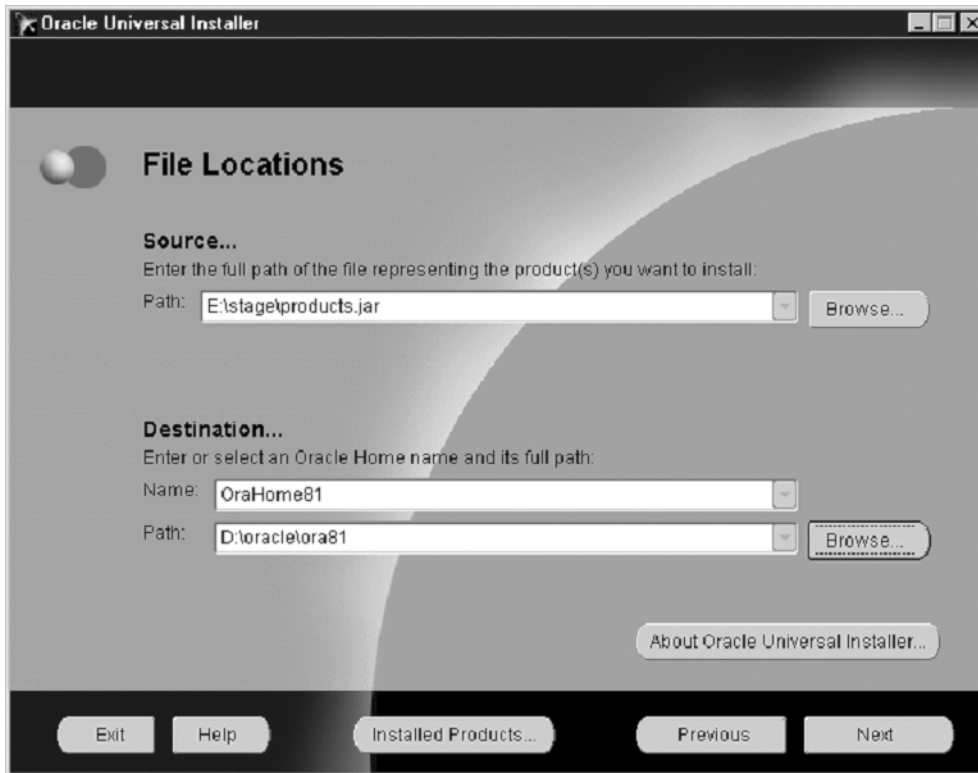 Oracle Universal Installer
File Locations
Source...
Enter the full path of the file representing the product(s) you want to install:
Path: E:\stage\products.jar Browse...
Destination...
Enter or select an Oracle Home name and its full path:
Name: OraHome81
Path: D:\oracle\ora81 Browse...
About Oracle Universal Installer...
Exit Help Installed Products... Previous Next